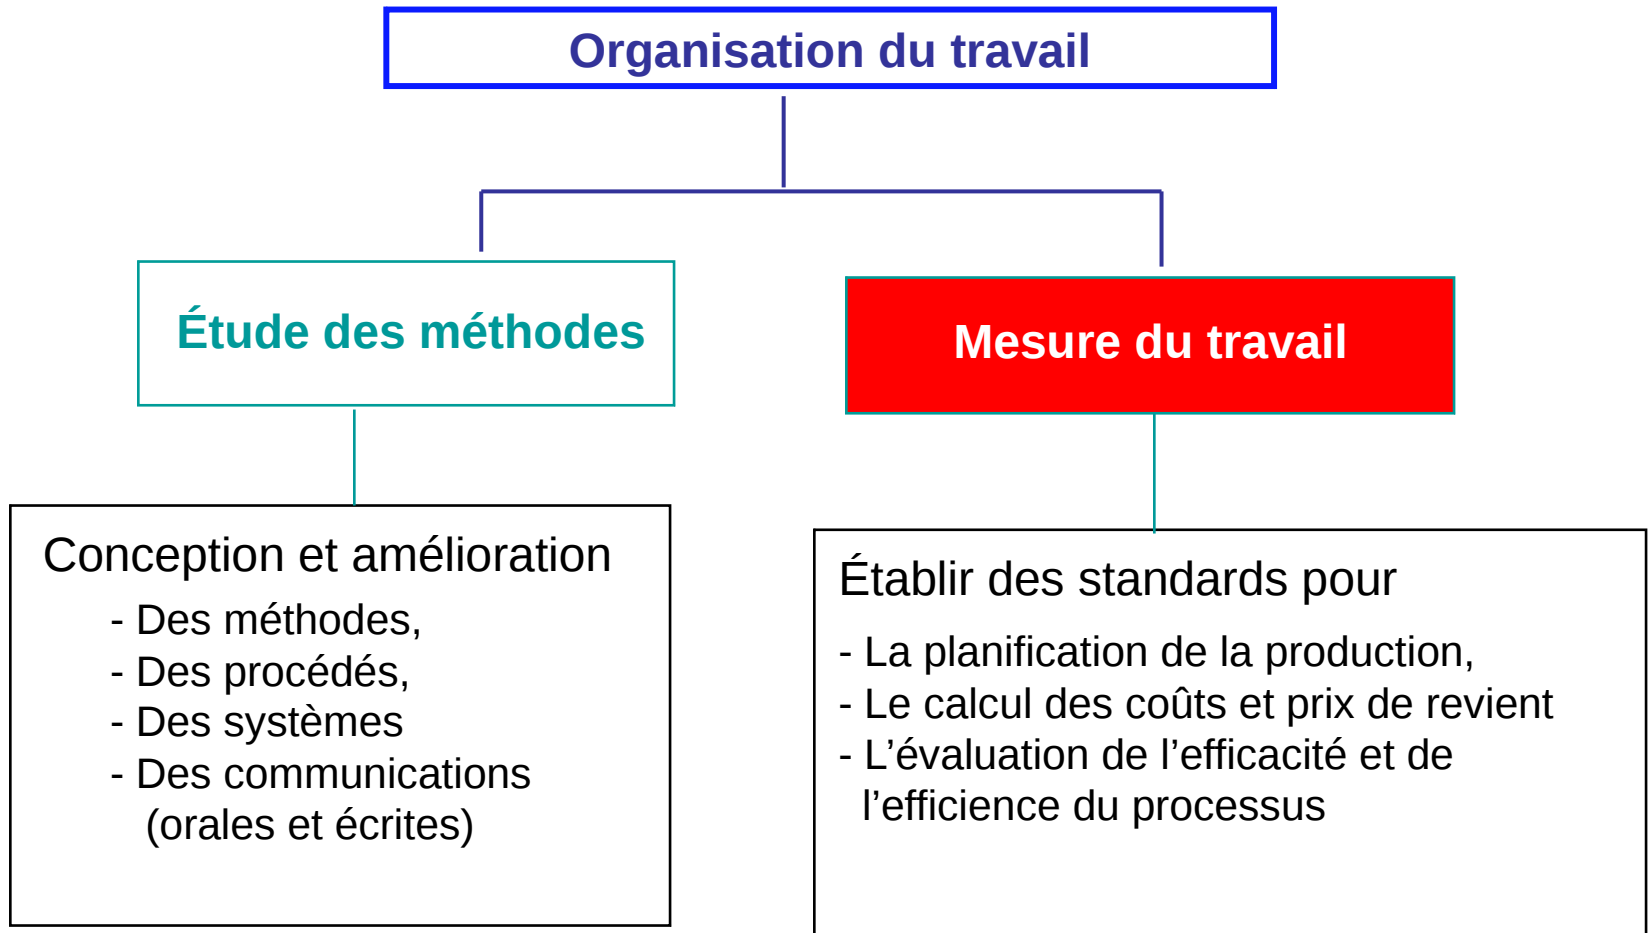 Organisation du travail
Étude des méthodes
Mesure du travail
Conception et amélioration
- Des méthodes,
- Des procédés,
- Des systèmes
- Des communications
(orales et écrites)
Établir des standards pour
- La planification de la production,
- Le calcul des coûts et prix de revient
- L’évaluation de l’efficacité et de
l’efficience du processus